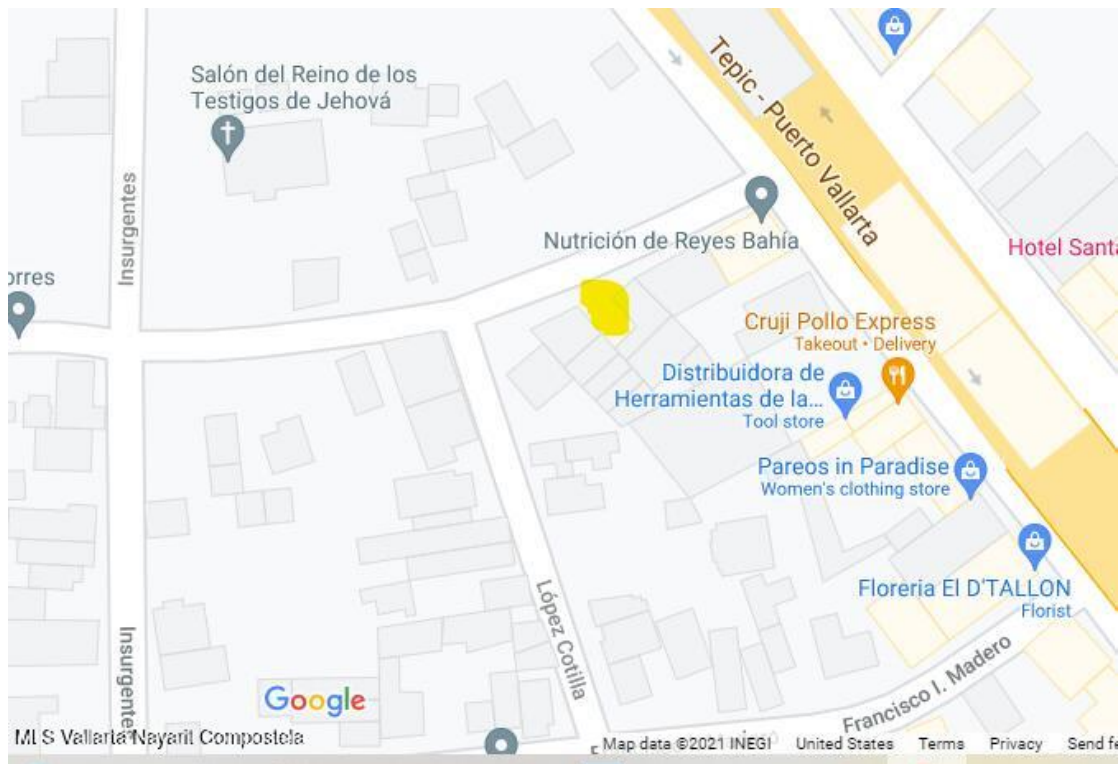 Salón del Reino de los
Testigos de Jehová
Tepic - Puerto Vallarta
Insurgentes
Nutrición de Reyes Bahía
Hotel Santa
orres
Cruji Pollo Express
Takeout • Delivery
Distribuidora de
Herramientas de la...
Tool store
Pareos in Paradise
Women's clothing store
Floreria El D'TALLON
Florist
López Cotilla
Insurgentes
Francisco I. Madero
Google
MLS Vallarta Nayarit Compostela
Map data ©2021 INEGI United States Terms Privacy Send fe